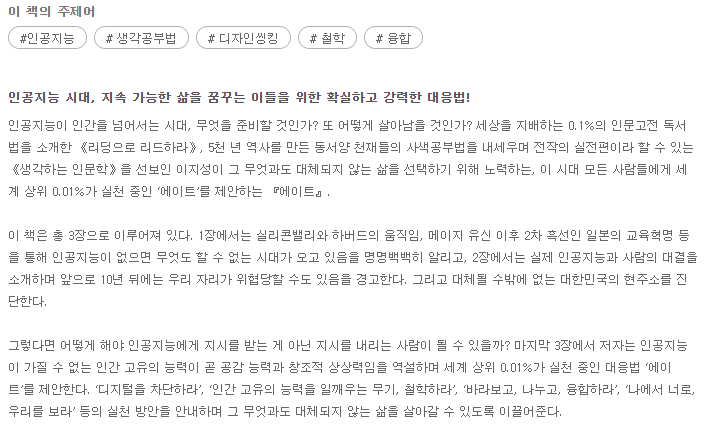 이 책의 주제어
#인공지능 # 생각공부법 # 디자인씽킹 # 철학 # 융합
인공지능 시대, 지속 가능한 삶을 꿈꾸는 이들을 위한 확실하고 강력한 대응법!
인공지능이 인간을 넘어서는 시대, 무엇을 준비할 것인가? 또 어떻게 살아남을 것인가? 세상을 지배하는 0.1%의 인문고전 독서
법을 소개한 《리딩으로 리드하라》, 5천 년 역사를 만든 동서양 천재들의 사색공부법을 내세우며 전작의 실전편이라 할 수 있는
《생각하는 인문학》을 선보인 이지성이 그 무엇과도 대체되지 않는 삶을 선택하기 위해 노력하는, 이 시대 모든 사람들에게 세
계 상위 0.01%가 실천 중인 ‘에이트’를 제안하는 『에이트』.
이 책은 총 3장으로 이루어져 있다. 1장에서는 실리콘밸리와 하버드의 움직임, 메이지 유신 이후 2차 흑선인 일본의 교육혁명 등
을 통해 인공지능이 없으면 무엇도 할 수 없는 시대가 오고 있음을 명명백백히 알리고, 2장에서는 실제 인공지능과 사람의 대결을
소개하며 앞으로 10년 뒤에는 우리 자리가 위협당할 수도 있음을 경고한다. 그리고 대체될 수밖에 없는 대한민국의 현주소를 진
단한다.
그렇다면 어떻게 해야 인공지능에게 지시를 받는 게 아닌 지시를 내리는 사람이 될 수 있을까? 마지막 3장에서 저자는 인공지능
이 가질 수 없는 인간 고유의 능력이 곧 공감 능력과 창조적 상상력임을 역설하며 세계 상위 0.01%가 실천 중인 대응법 ‘에이
트’를 제안한다. ‘디지털을 차단하라’, ‘인간 고유의 능력을 일깨우는 무기, 철학하라’, ‘바라보고, 나누고, 융합하라’, ‘나에서 너로,
우리를 보라’ 등의 실천 방안을 안내하며 그 무엇과도 대체되지 않는 삶을 살아갈 수 있도록 이끌어준다.